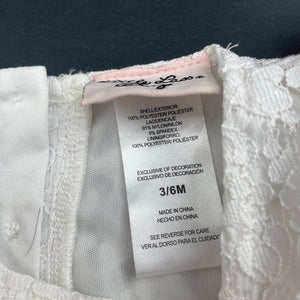 SHELL/EXTERIOR:
100% POLYESTER/ POLIÉSTER
LACE/ENCAJE
91% NYLON/NILÓN
9% SPANDEX
LINING/FORRO:
100% POLYESTER/ POLIÉSTER
EXCLUSIVE OF DECORATION
EXCLUSIVO DE DECORACIÓN
3/6M
MADE IN CHINA
HECHO EN CHINA
SEE REVERSE FOR CARE
VER AL DORSO PARA EL CUIDADO